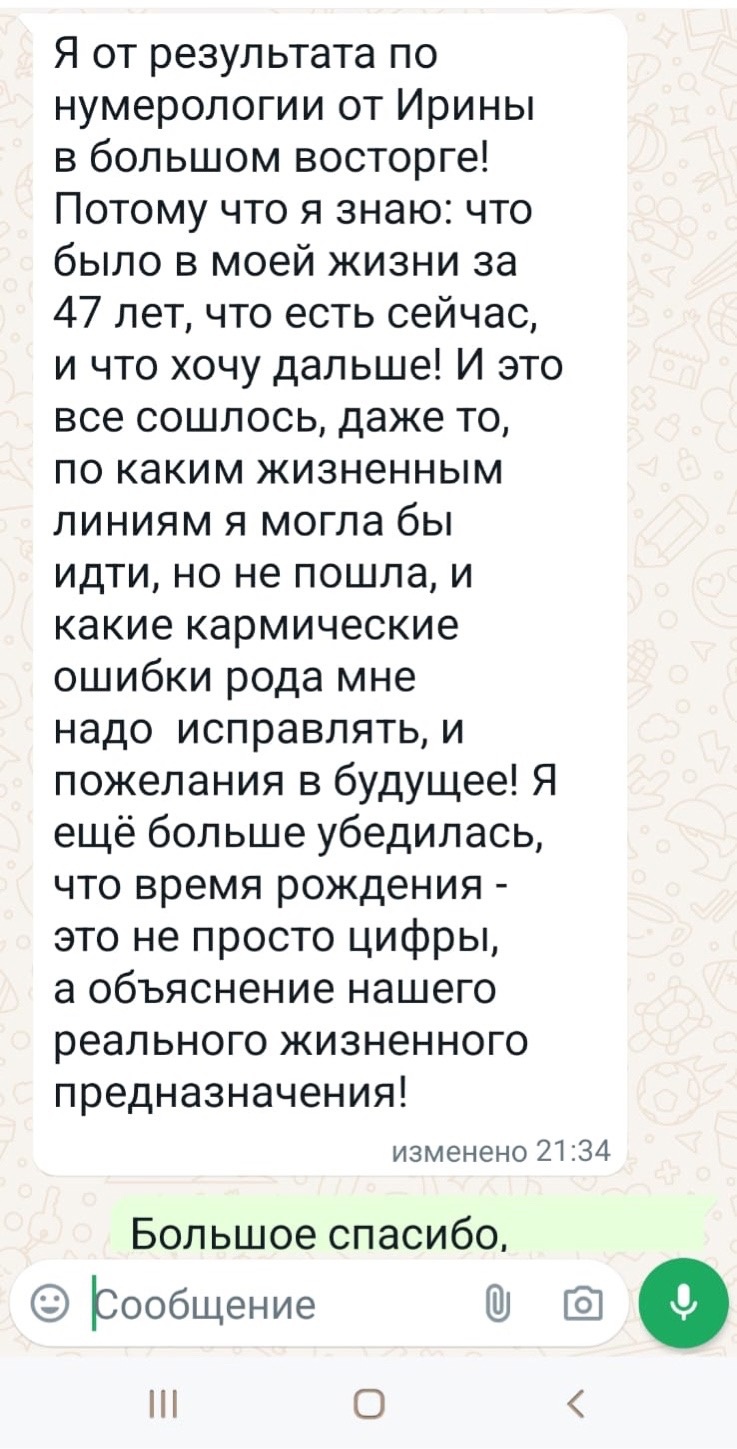 Я от результата по
нумерологии от Ирины
в большом восторге!
Потому что я знаю: что
было в моей жизни за
47 лет, что есть сейчас,
и что хочу дальше! И это
все сошлось, даже то,
по каким жизненным
линиям я могла бы
идти, но не пошла, и
какие кармические
ошибки рода мне
надо  исправлять, и
пожелания в будущее! Я
ещё больше убедилась,
что время рождения -
это не просто цифры,
а объяснение нашего
реального жизненного
предназначения!
изменено 21:34
Большое спасибо,
Сообщение